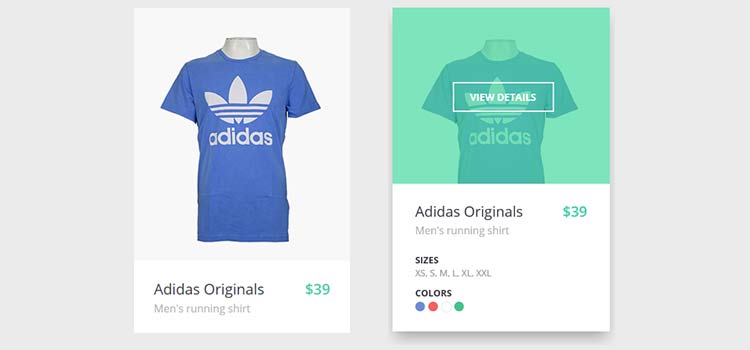 adidas
Adidas Originals
$39
Men's running shirt
VIEW DETAILS
adidas
Adidas Originals
$39
Men's running shirt
SIZES
XS, S, M, L, XL, XXL
COLORS